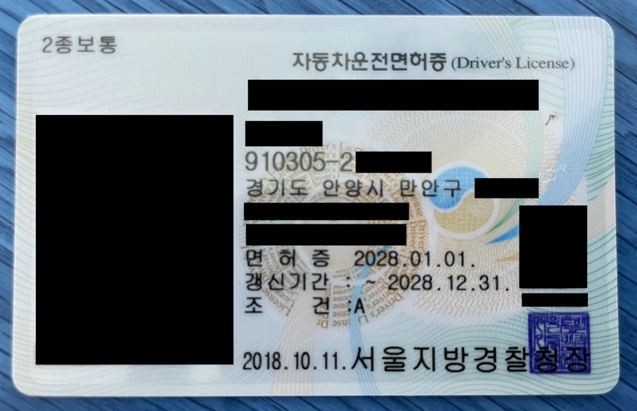 2종보통
자동차운전면허증 (Driver's License)
910305-2
경기도 안양시 만안구
면 허 증 2028.01.01.
갱신기간 : ~ 2028.12.31.
조 건 :A
2018.10.11. 서울지방경찰청장